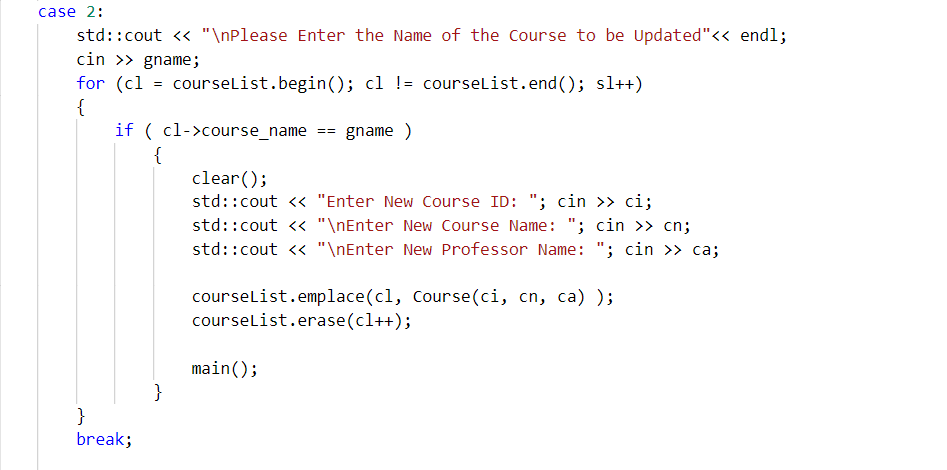 case 2:
std::cout << "\nPlease Enter the Name of the Course to be Updated"<< endl;
cin >> gname;
for (cl = courseList.begin(); cl != courseList.end(); sl++)
{
if ( cl->course_name == gname )
{
clear();
std::cout << "Enter New Course ID: "; cin >> ci;
std::cout << "\nEnter New Course Name: "; cin >> cn;
std::cout << "\nEnter New Professor Name: "; cin >> ca;
courseList.emplace(cl, Course(ci, cn, ca) );
courseList.erase(cl++);
main();
}
}
break;